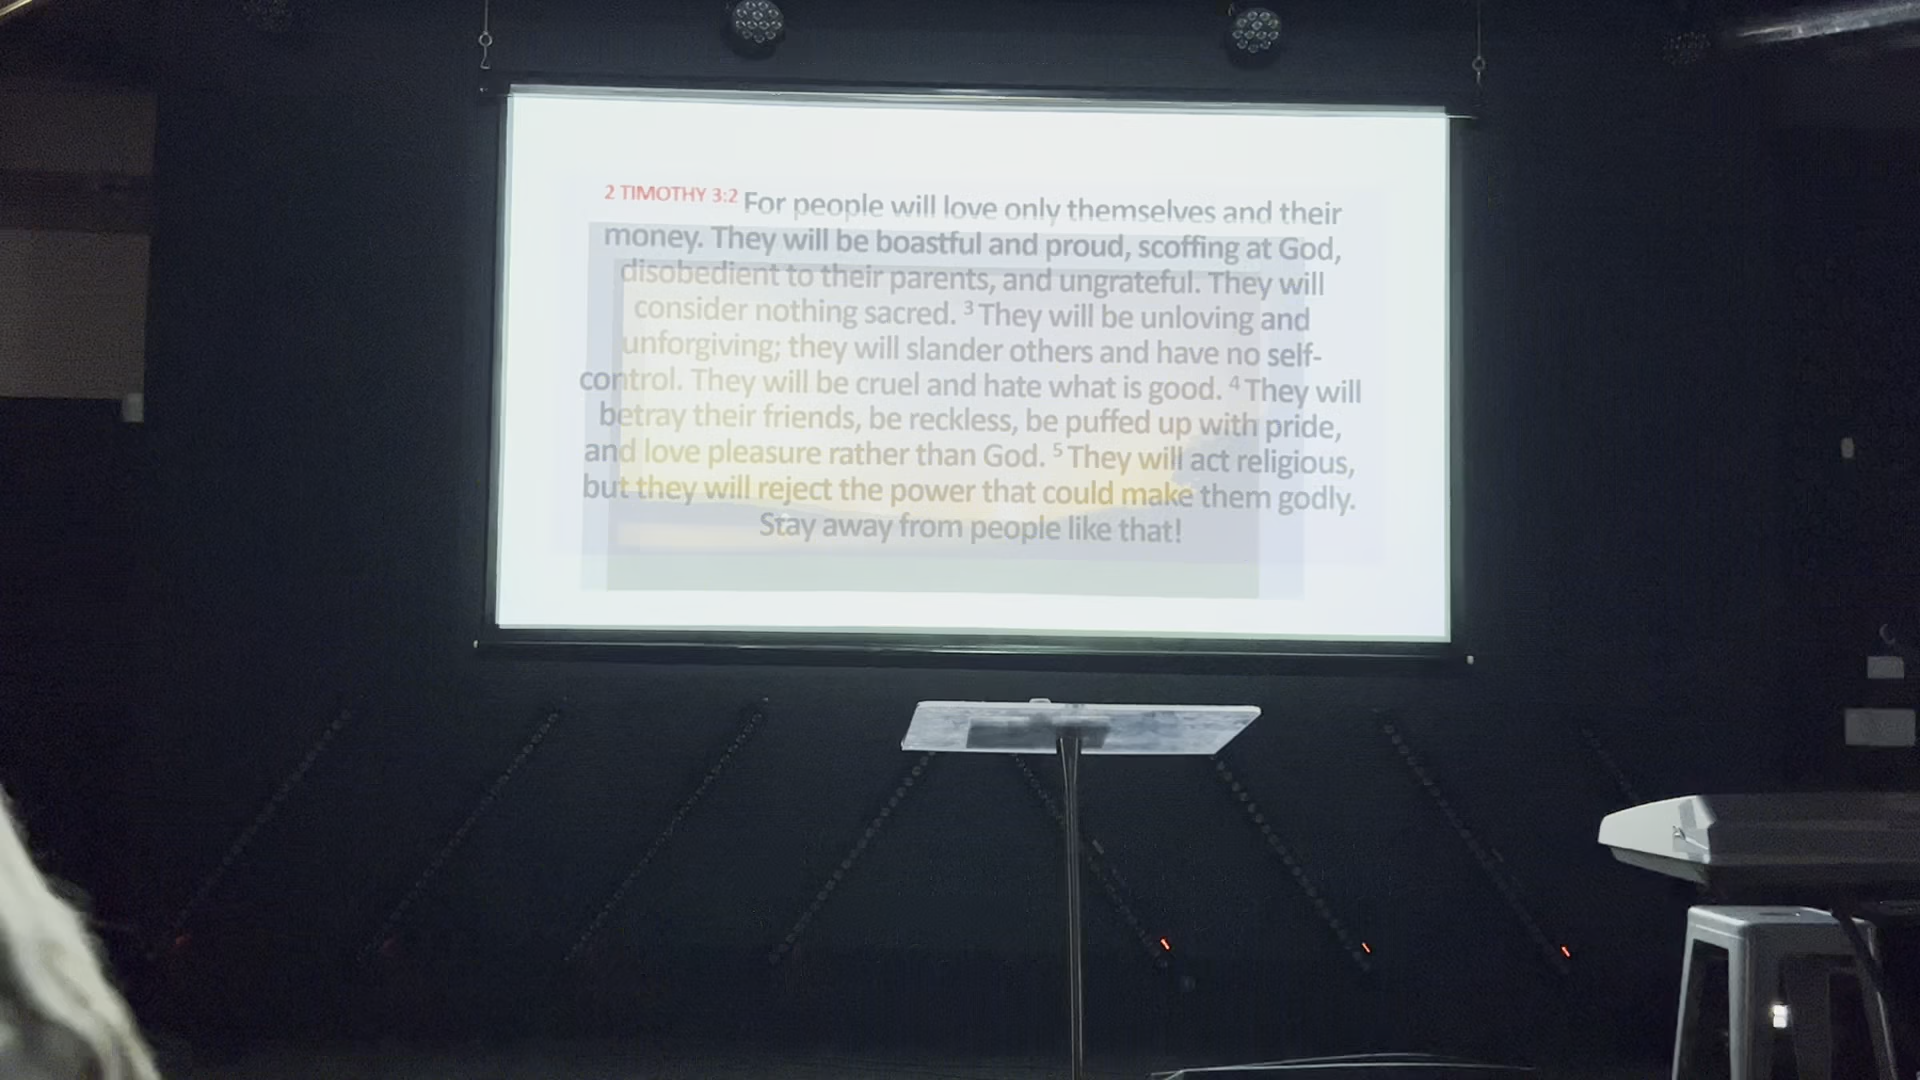 2 TIMOTHY 3:2 For people will love only themselves and their
money. They will be boastful and proud, scoffing at God,
disobedient to their parents, and ungrateful. They will
consider nothing sacred. 3 They will be unloving and
unforgiving; they will slander others and have no self-
control. They will be cruel and hate what is good. 4 They will
betray their friends, be reckless, be puffed up with pride,
and love pleasure rather than God. 5 They will act religious,
but they will reject the power that could make them godly.
Stay away from people like that!